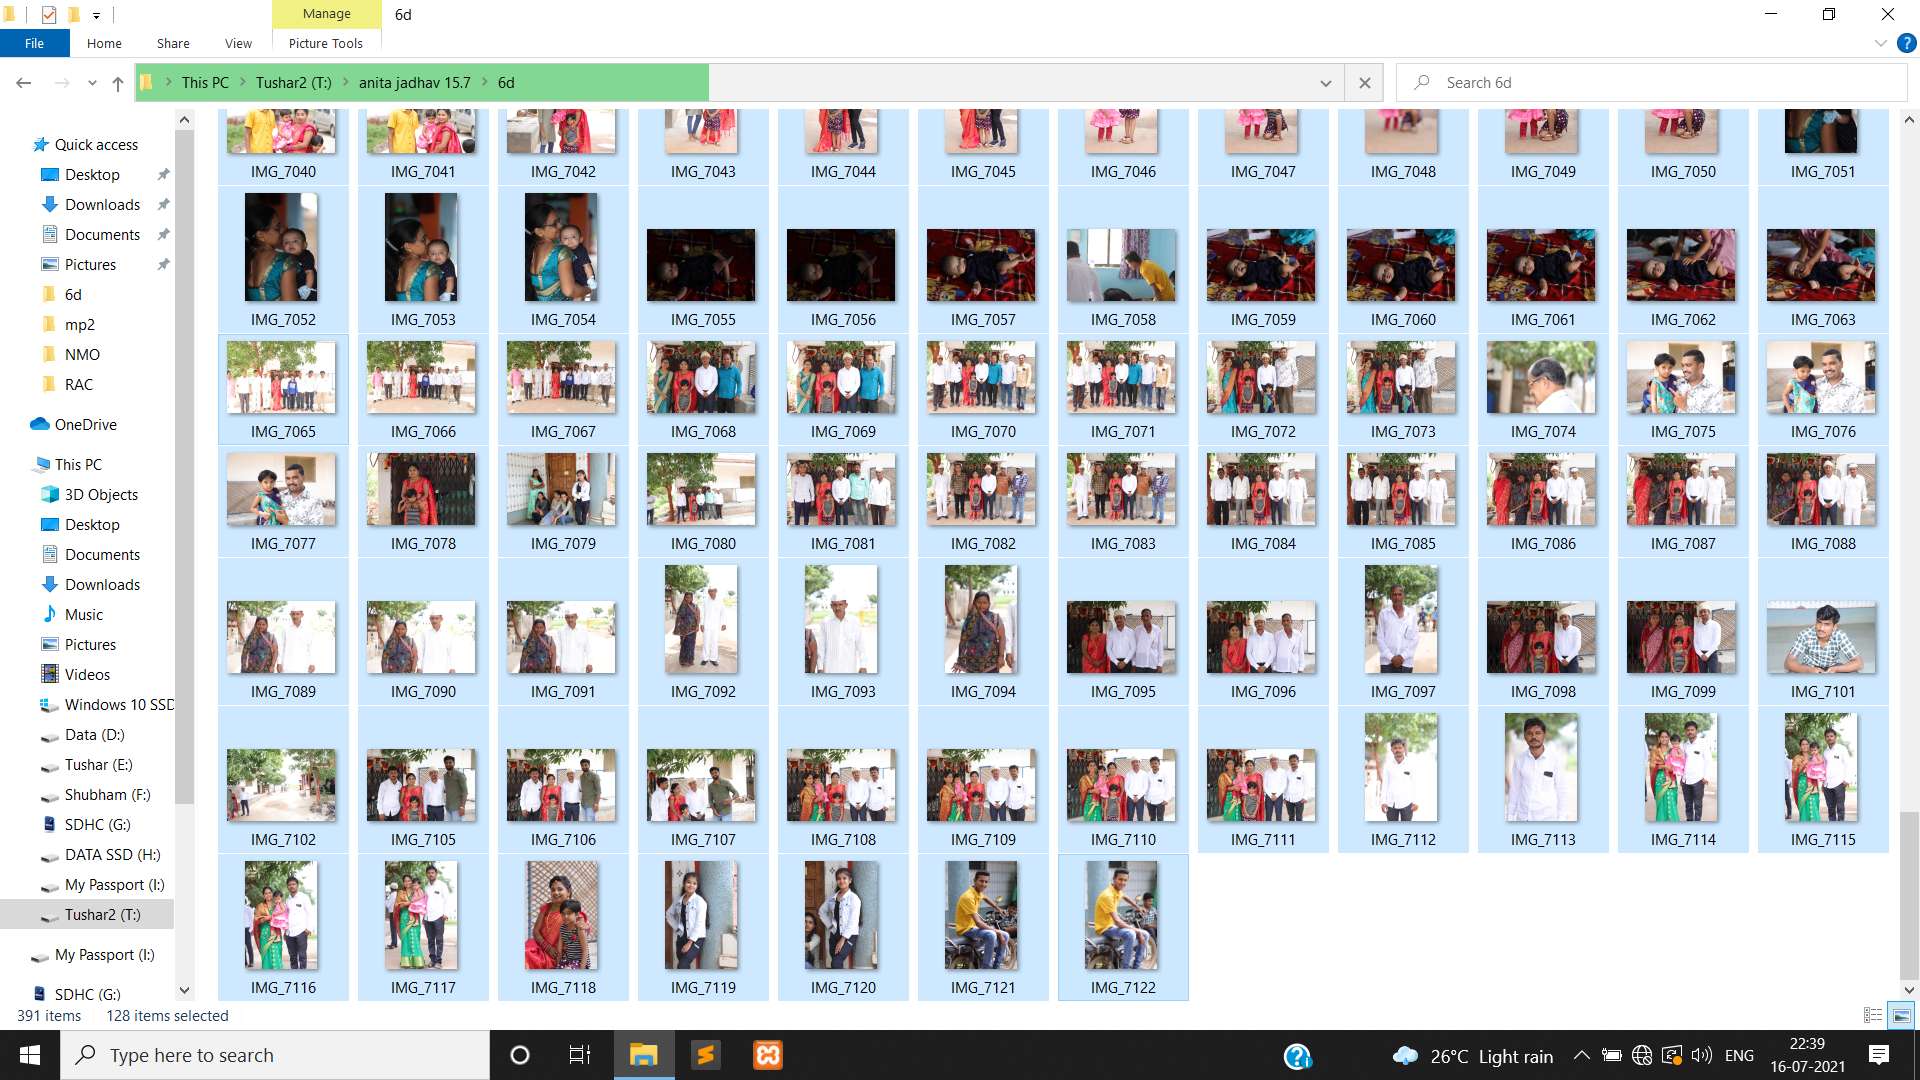 Manage
6d
File
Home
Share
View
Picture Tools
This PC
Tushar2 (T:)
anita jadhav 15.7
6d
Search 6d
Quick access
Desktop
Downloads
Documents
Pictures
6d
mp2
NMO
RAC
OneDrive
This PC
3D Objects
Desktop
Documents
Downloads
Music
Pictures
Videos
Windows 10 SSD
Data (D:)
Tushar (E:)
Shubham (F:)
SDHC (G:)
DATA SSD (H:)
My Passport (I:)
Tushar2 (T:)
My Passport (I:)
SDHC (G:)
IMG_7040 IMG_7041 IMG_7042 IMG_7043 IMG_7044 IMG_7045 IMG_7046 IMG_7047 IMG_7048 IMG_7049 IMG_7050 IMG_7051
IMG_7052 IMG_7053 IMG_7054 IMG_7055 IMG_7056 IMG_7057 IMG_7058 IMG_7059 IMG_7060 IMG_7061 IMG_7062 IMG_7063
IMG_7065 IMG_7066 IMG_7067 IMG_7068 IMG_7069 IMG_7070 IMG_7071 IMG_7072 IMG_7073 IMG_7074 IMG_7075 IMG_7076
IMG_7077 IMG_7078 IMG_7079 IMG_7080 IMG_7081 IMG_7082 IMG_7083 IMG_7084 IMG_7085 IMG_7086 IMG_7087 IMG_7088
IMG_7089 IMG_7090 IMG_7091 IMG_7092 IMG_7093 IMG_7094 IMG_7095 IMG_7096 IMG_7097 IMG_7098 IMG_7099 IMG_7101
IMG_7102 IMG_7105 IMG_7106 IMG_7107 IMG_7108 IMG_7109 IMG_7110 IMG_7111 IMG_7112 IMG_7113 IMG_7114 IMG_7115
IMG_7116 IMG_7117 IMG_7118 IMG_7119 IMG_7120 IMG_7121 IMG_7122
391 items 128 items selected
Type here to search
26°C Light rain
ENG
22:39
16-07-2021